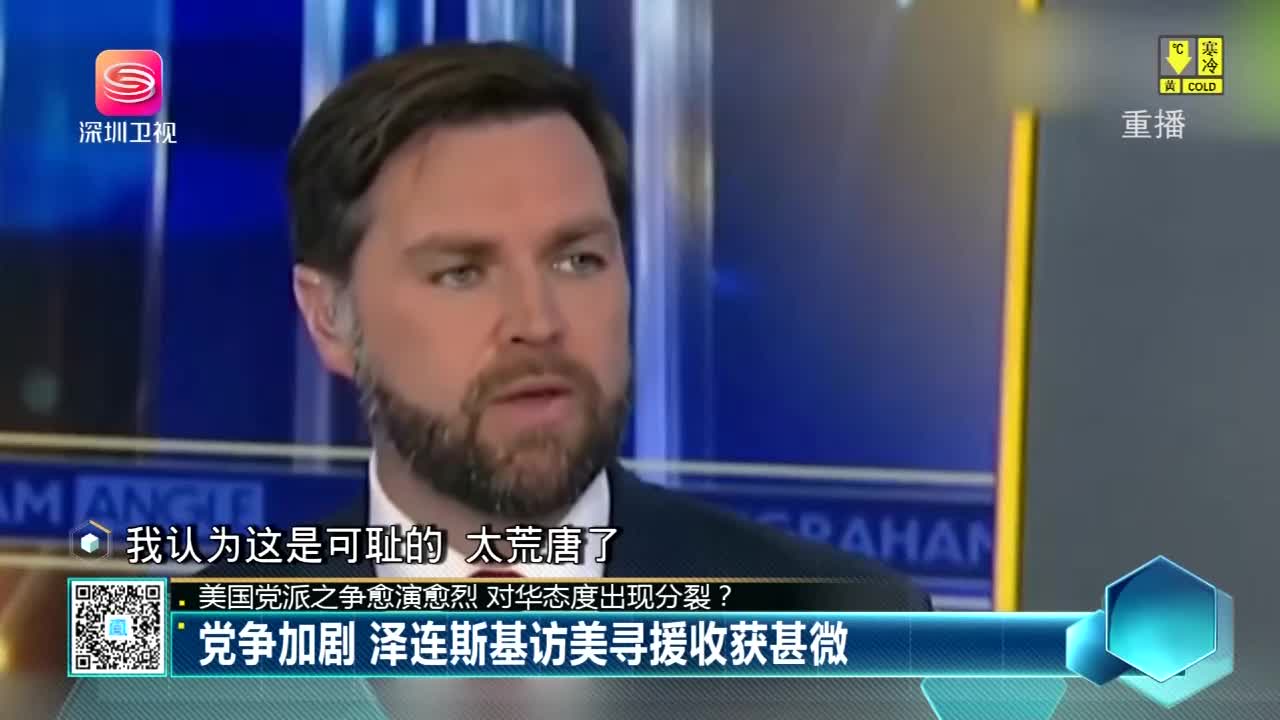 深圳卫视
℃
寒冷
黄 COLD
重播
AM ANGLE
INGRAHAM
我认为这是可耻的 太荒唐了
美国党派之争愈演愈烈 对华态度出现分裂？
党争加剧 泽连斯基访美寻援收获甚微